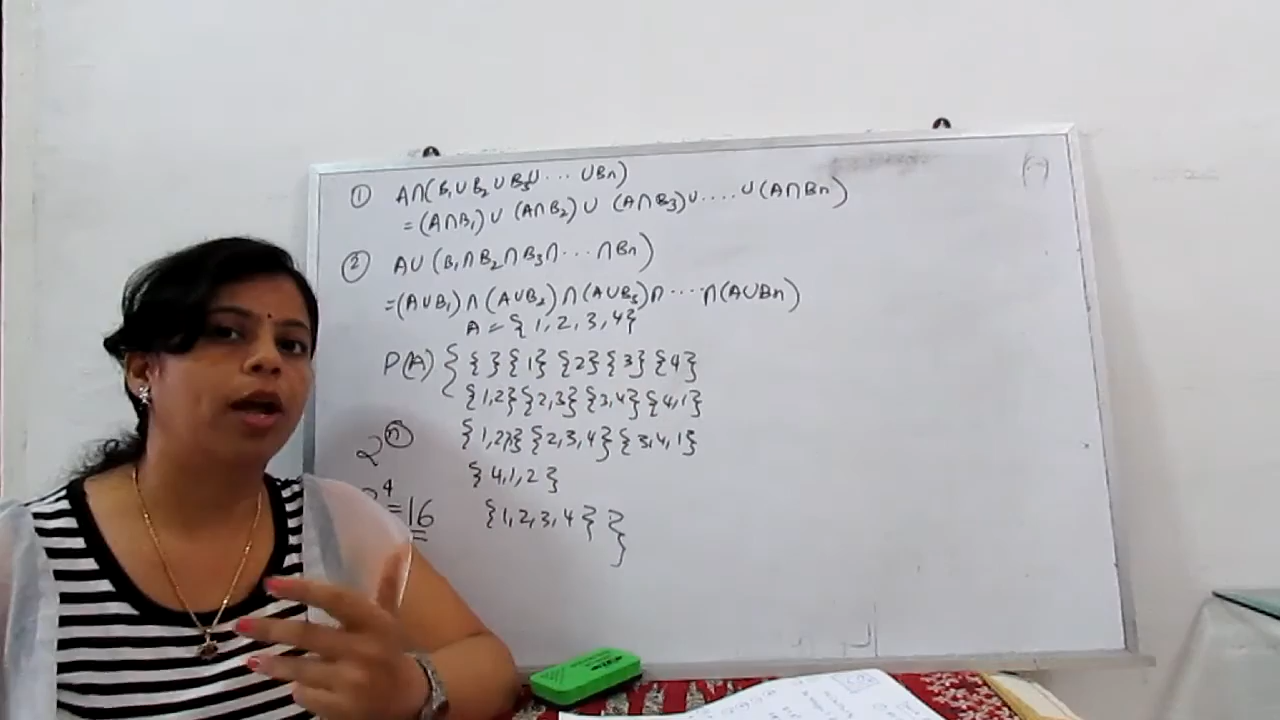 ① A∩(B₁∪B₂∪B₃∪...∪Bn)
=(A∩B₁)∪(A∩B₂)∪(A∩B₃)∪....∪(A∩Bn)
② A∪(B₁∩B₂∩B₃∩...∩Bn)
=(A∪B₁)∩(A∪B₂)∩(A∪B₃)∩....∩(A∪Bn)
A = {1,2,3,4}
P(A) { { } {1} {2} {3} {4}
{1,2} {2,3} {3,4} {4,1}
2ⁿ {1,2,3} {2,3,4} {3,4,1}
{4,1,2}
2⁴=16 {1,2,3,4} }